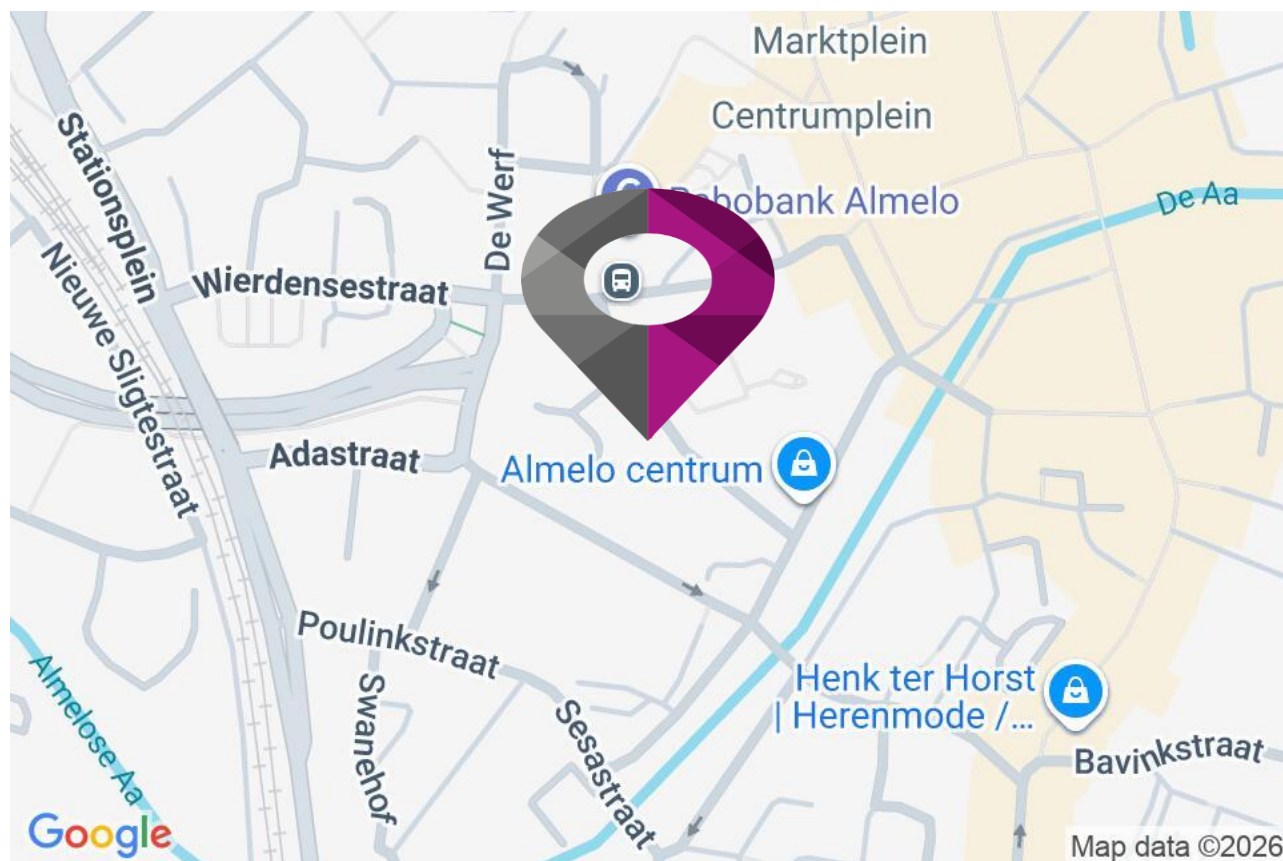 Marktplein
Centrumplein
Stationsplein
De Werf
Rabobank Almelo
De Aa
Wierdensestraat
Nieuwe Sligtestraat
Adastraat
Almelo centrum
Poulinkstraat
Swanehof
Sesastraat
Henk ter Horst
| Herenmode /…
Bavinkstraat
Almelose Aa
Google
Map data ©2026